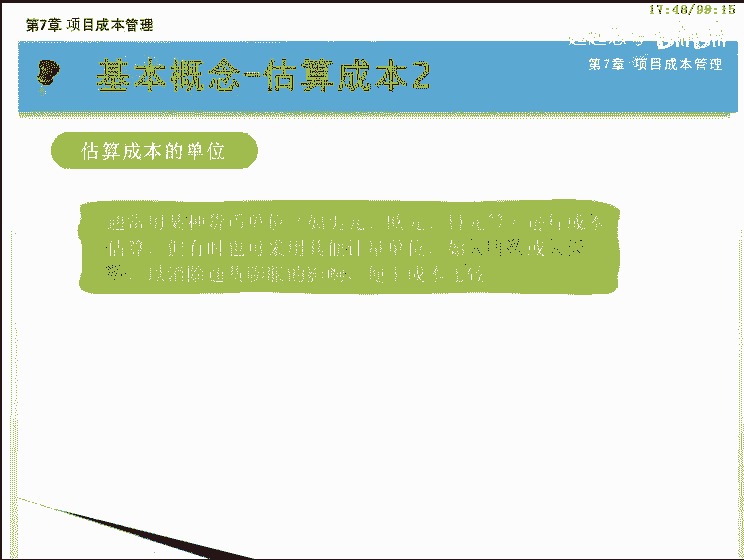 17:48/99:15
第7章 项目成本管理
基本概念-估算成本2
第7章 项目成本管理
估算成本的单位
通常用某种货币单位（如美元、欧元、日元等）进行成本
估算，但有时也可采用其他计量单位，如人时数或人天
数，以消除通货膨胀的影响，便于成本比较